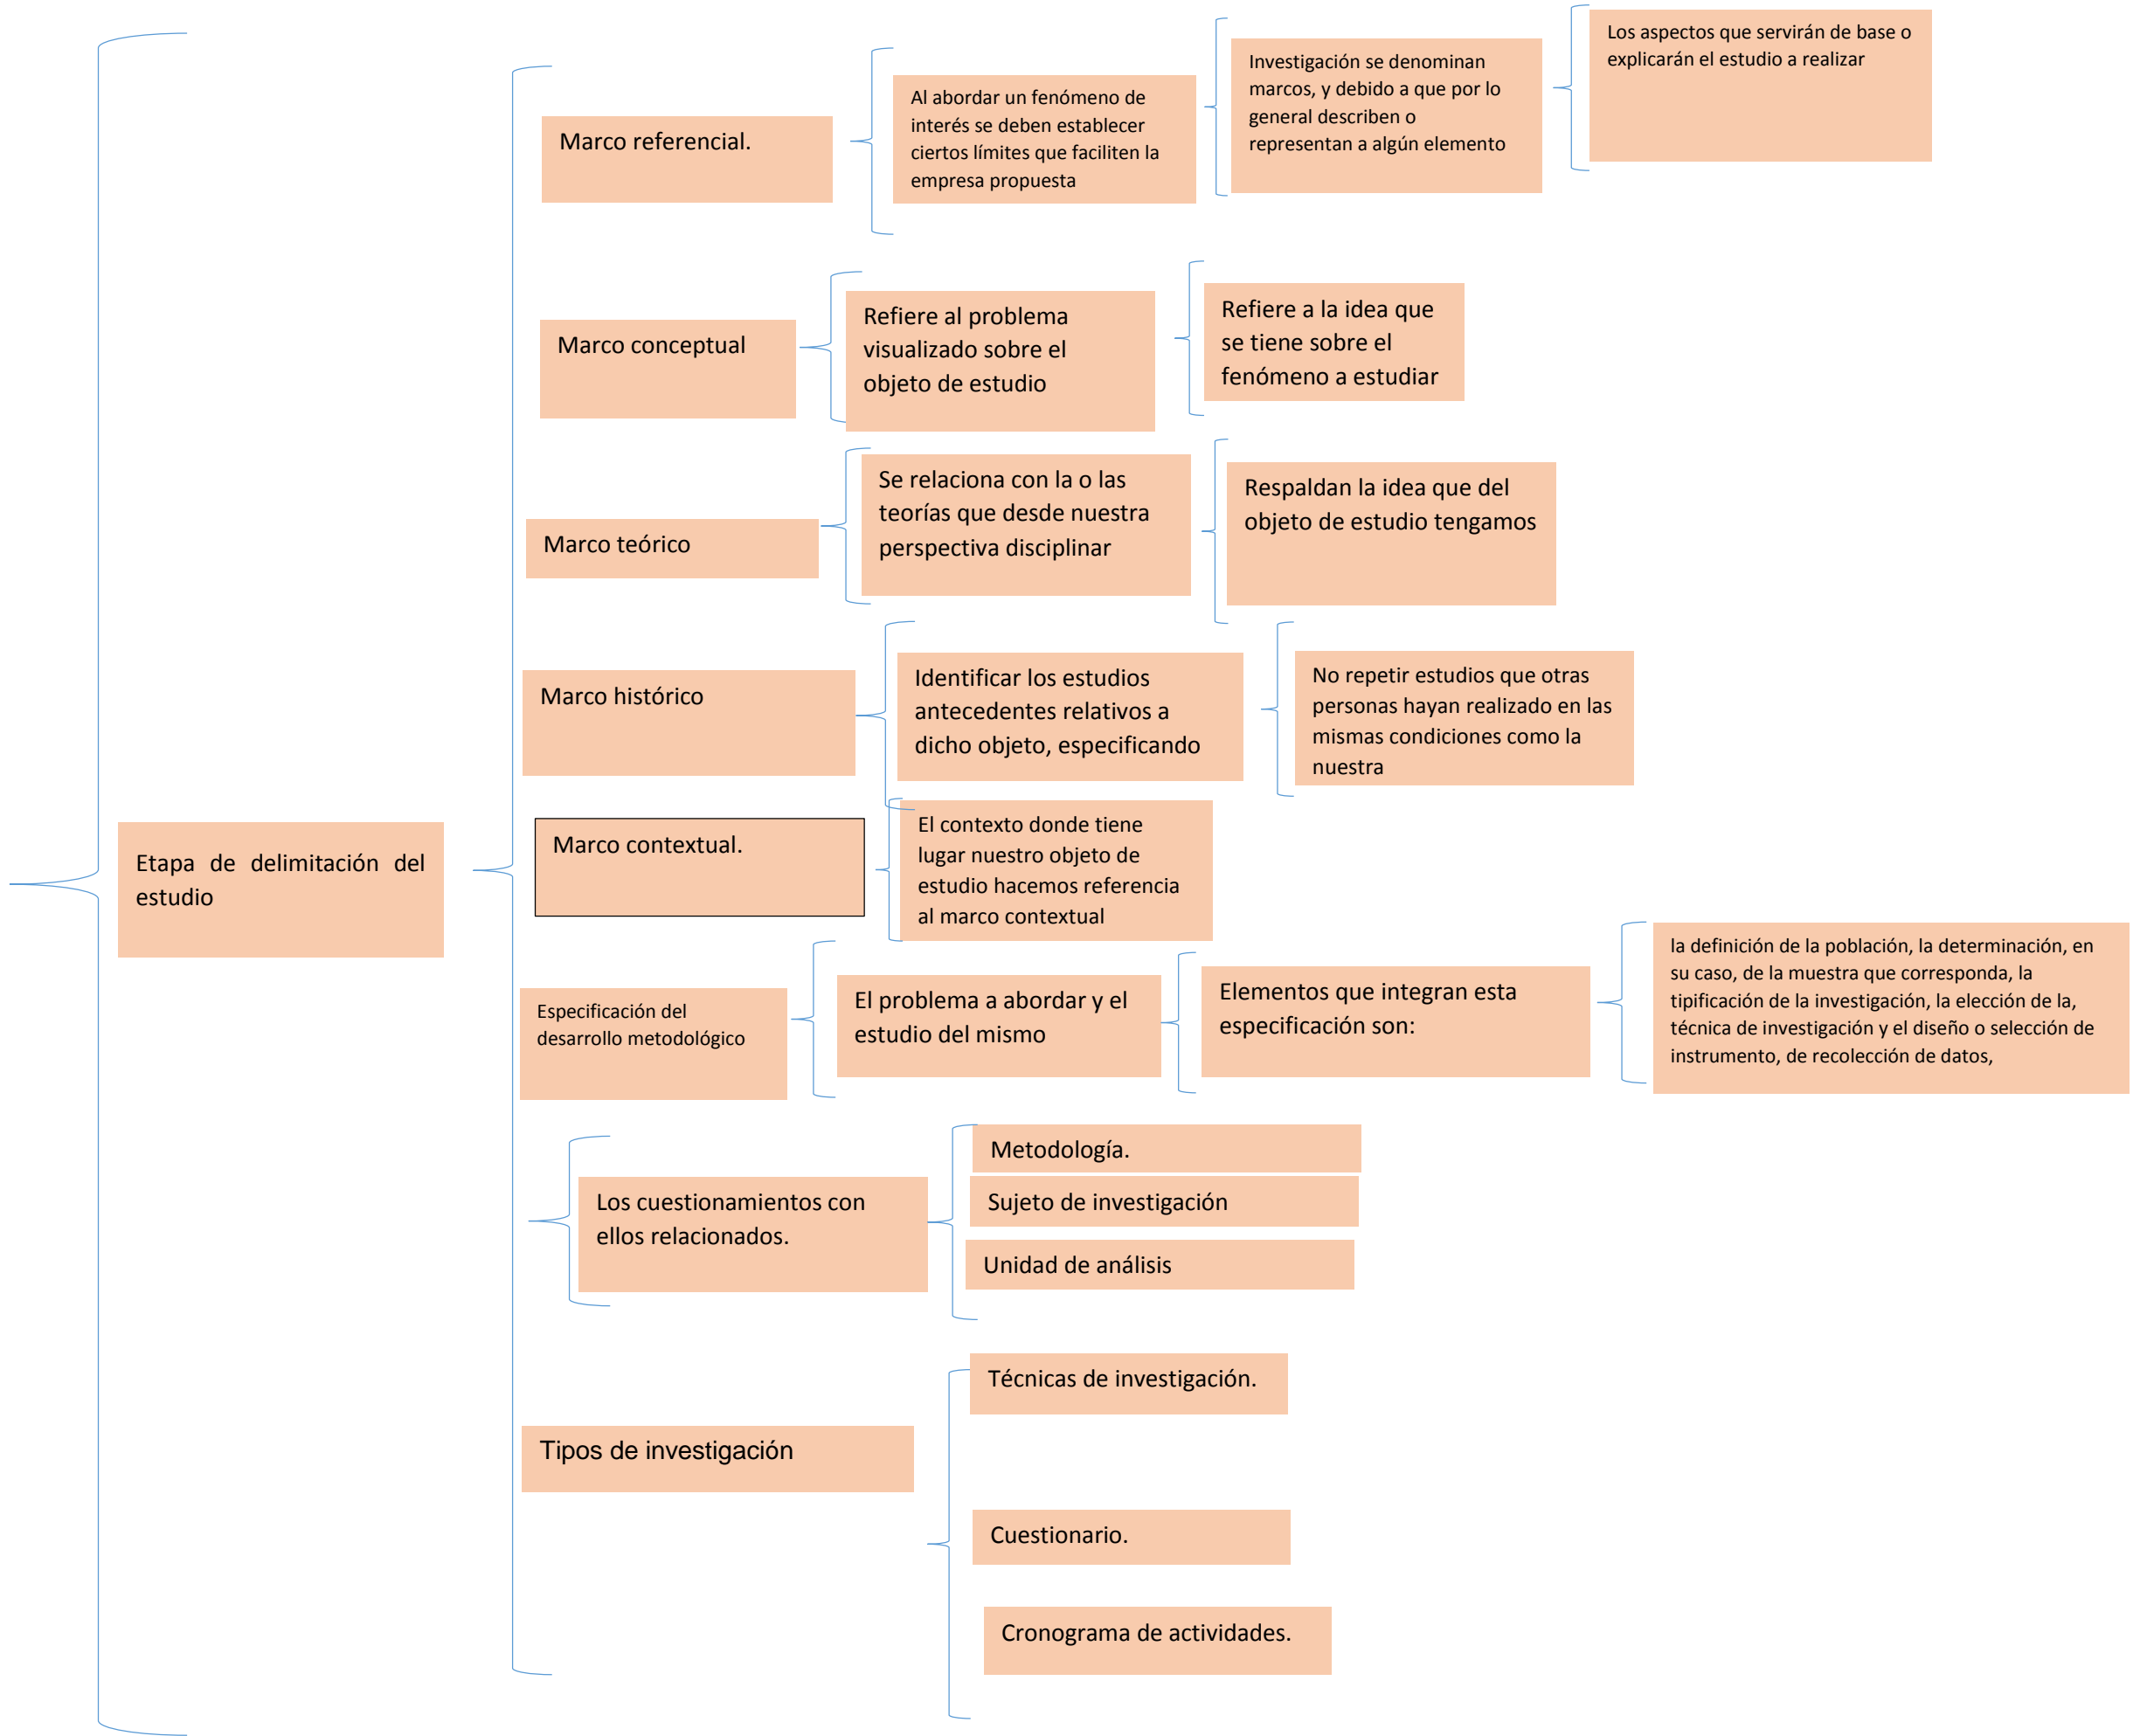 Etapa de delimitación del
estudio
Marco referencial.
Al abordar un fenómeno de
interés se deben establecer
ciertos límites que faciliten la
empresa propuesta
Investigación se denominan
marcos, y debido a que por lo
general describen o
representan a algún elemento
Los aspectos que servirán de base o
explicarán el estudio a realizar
Marco conceptual
Refiere al problema
visualizado sobre el
objeto de estudio
Refiere a la idea que
se tiene sobre el
fenómeno a estudiar
Marco teórico
Se relaciona con la o las
teorías que desde nuestra
perspectiva disciplinar
Respaldan la idea que del
objeto de estudio tengamos
Marco histórico
Identificar los estudios
antecedentes relativos a
dicho objeto, especificando
No repetir estudios que otras
personas hayan realizado en las
mismas condiciones como la
nuestra
Marco contextual.
El contexto donde tiene
lugar nuestro objeto de
estudio hacemos referencia
al marco contextual
Especificación del
desarrollo metodológico
El problema a abordar y el
estudio del mismo
Elementos que integran esta
especificación son:
la definición de la población, la determinación, en
su caso, de la muestra que corresponda, la
tipificación de la investigación, la elección de la,
técnica de investigación y el diseño o selección de
instrumento, de recolección de datos,
Los cuestionamientos con
ellos relacionados.
Metodología.
Sujeto de investigación
Unidad de análisis
Tipos de investigación
Técnicas de investigación.
Cuestionario.
Cronograma de actividades.